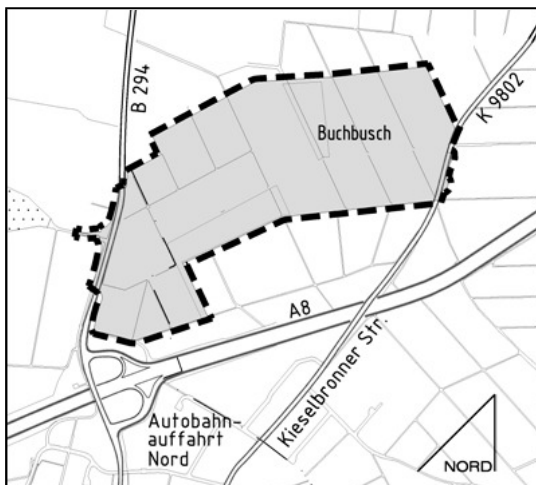 B 294
Buchbusch
K 9802
A8
Kieselbronner Str.
Autobahn-
auffahrt
Nord
NORD